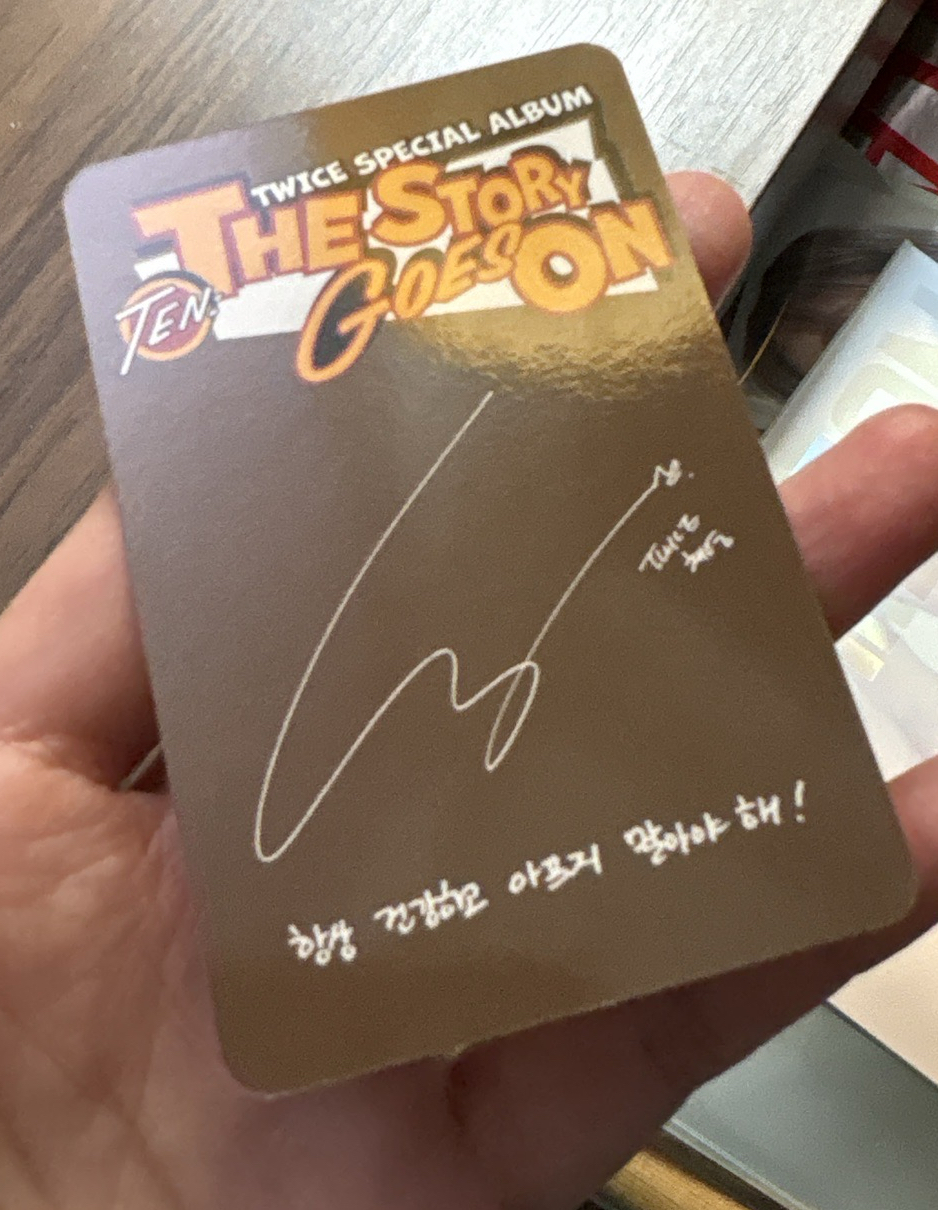 TWICE SPECIAL ALBUM
TEN:
THE STORY
GOES ON
TWICE
채영
항상 건강하고 아프지 말아야 해!